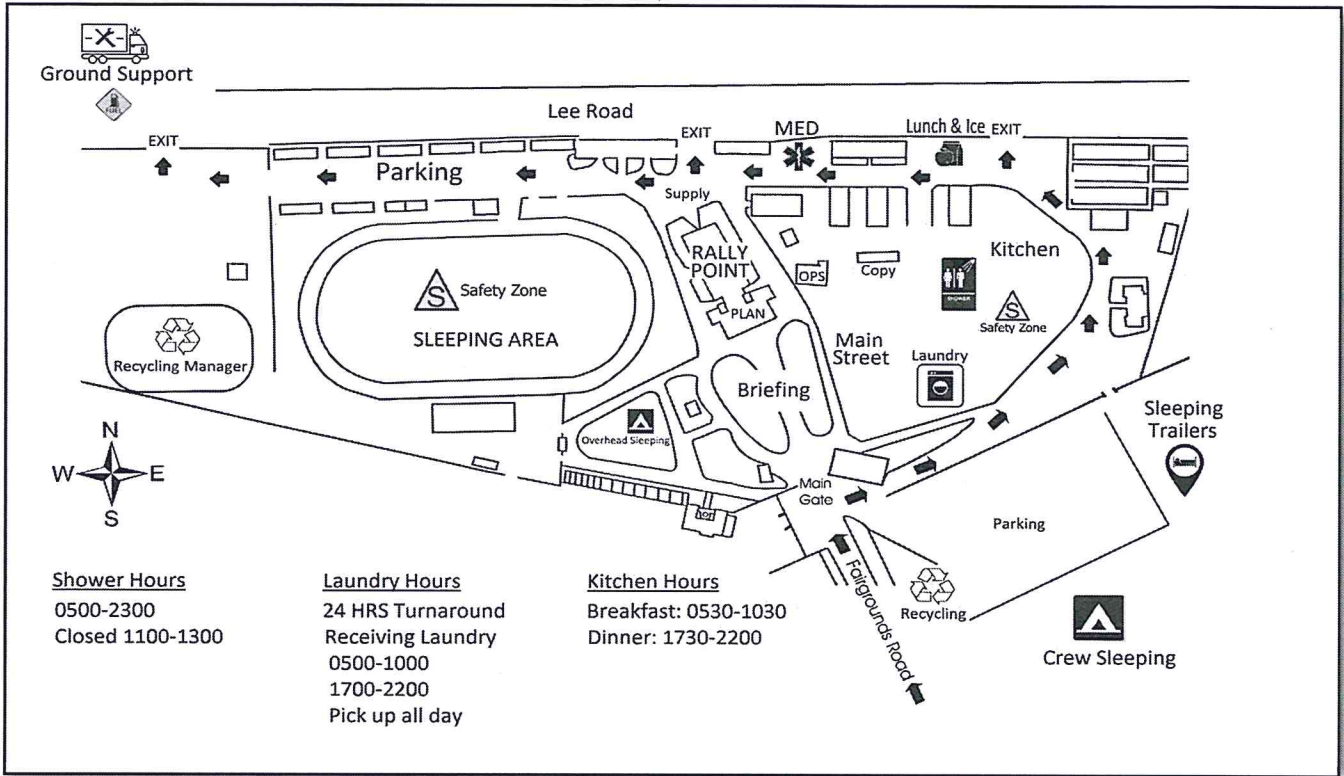 Ground Support
FUEL
Lee Road
EXIT
EXIT
MED
Lunch & Ice
EXIT
Parking
Supply
RALLY
POINT
OPS
Copy
Kitchen
SHOWER
S
Safety Zone
SLEEPING AREA
PLAN
S
Safety Zone
Recycling Manager
Main
Street
Laundry
Briefing
Overhead Sleeping
Sleeping
Trailers
N
W
E
S
Main
Gate
Parking
Fairgrounds Road
Recycling
Crew Sleeping
Shower Hours
0500-2300
Closed 1100-1300
Laundry Hours
24 HRS Turnaround
Receiving Laundry
0500-1000
1700-2200
Pick up all day
Kitchen Hours
Breakfast: 0530-1030
Dinner: 1730-2200